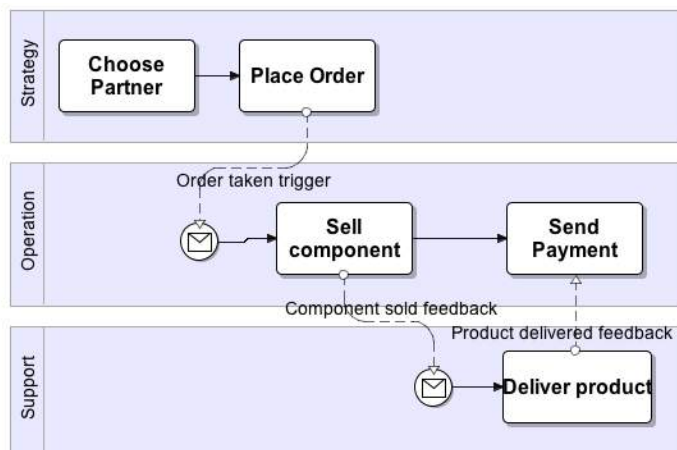 Strategy
Choose
Partner
Place Order
Order taken trigger
Operation
Sell
component
Send
Payment
Component sold feedback
Product delivered feedback
Support
Deliver product